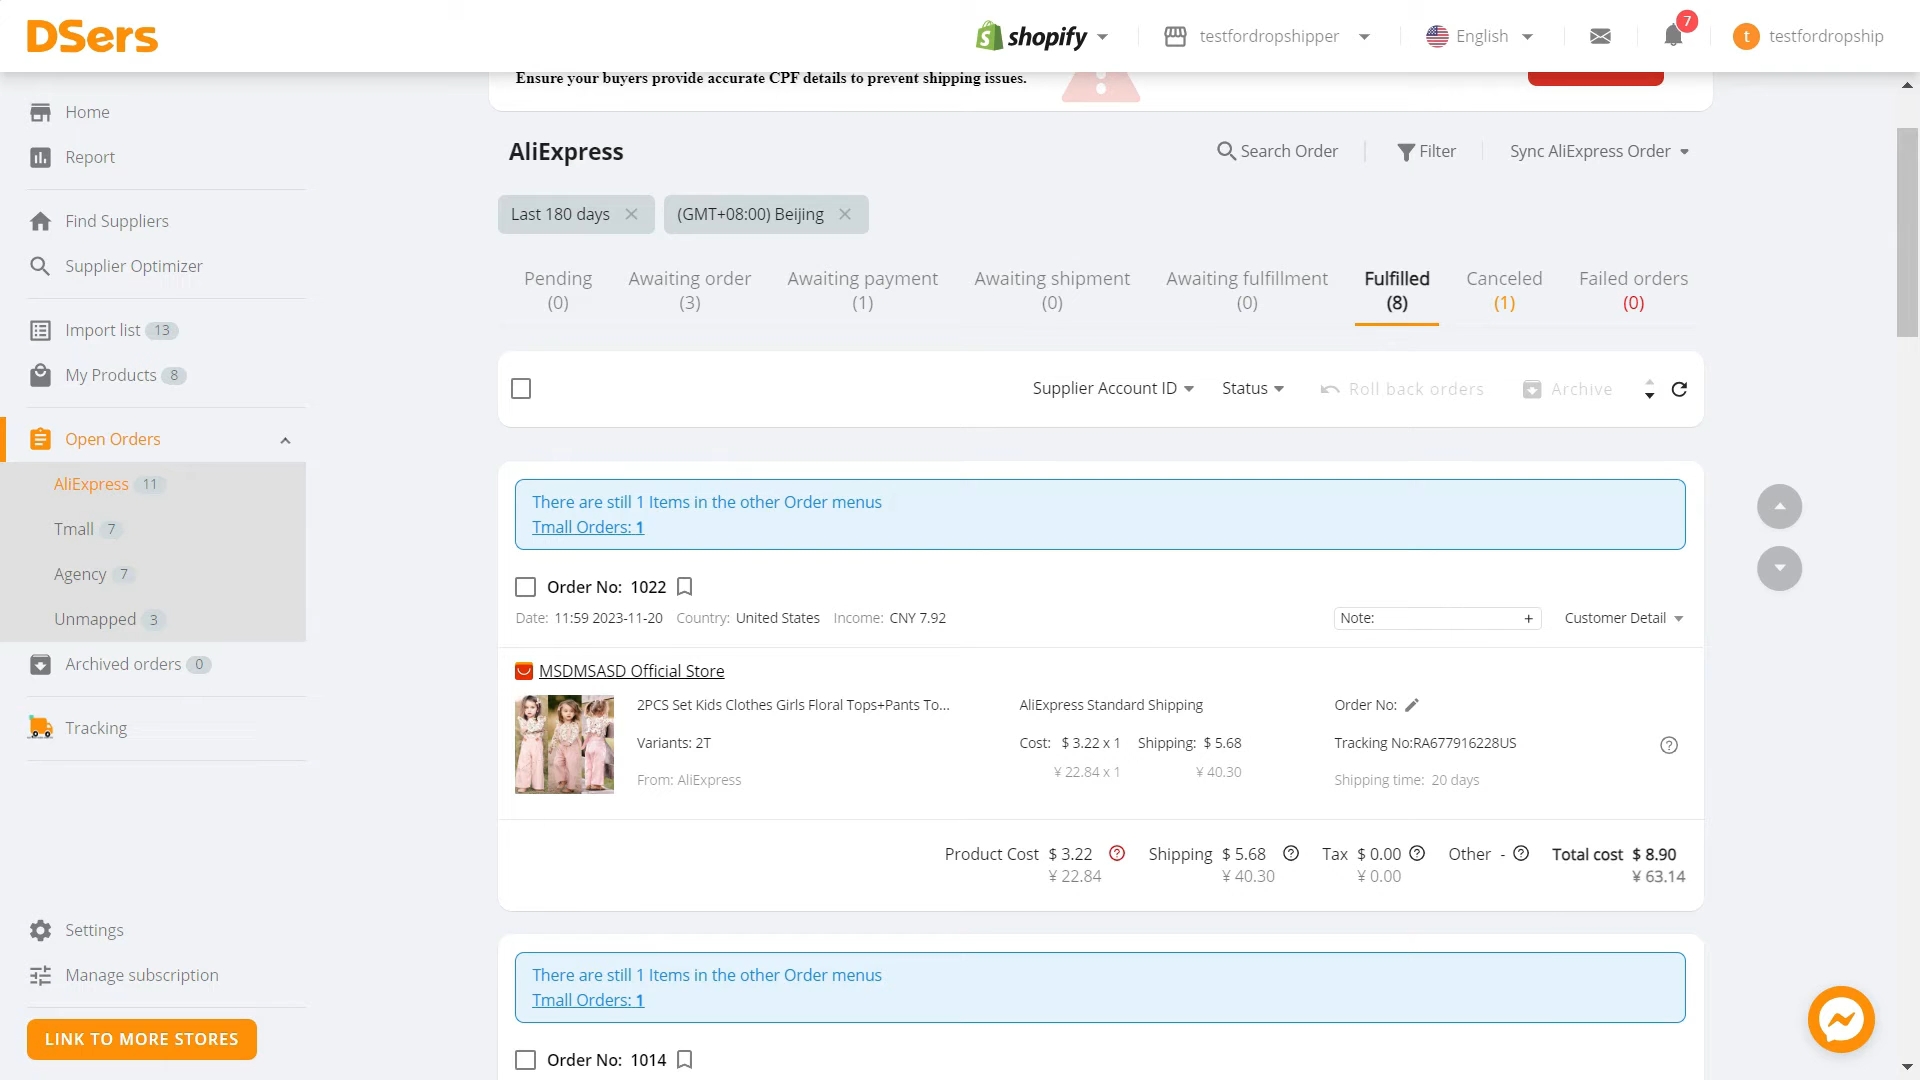 DSers
shopify
testfordropshipper
English
7
t
testfordropship
Ensure your buyers provide accurate CPF details to prevent shipping issues.
Home
Report
Find Suppliers
Supplier Optimizer
Import list 13
My Products 8
Open Orders
AliExpress 11
Tmall 7
Agency 7
Unmapped 3
Archived orders 0
Tracking
Settings
Manage subscription
LINK TO MORE STORES
AliExpress
Search Order
Filter
Sync AliExpress Order
Last 180 days
(GMT+08:00) Beijing
Pending
(0)
Awaiting order
(3)
Awaiting payment
(1)
Awaiting shipment
(0)
Awaiting fulfillment
(0)
Fulfilled
(8)
Canceled
(1)
Failed orders
(0)
Supplier Account ID
Status
Roll back orders
Archive
There are still 1 Items in the other Order menus
Tmall Orders: 1
Order No: 1022
Date: 11:59 2023-11-20 Country: United States Income: CNY 7.92
Note: +
Customer Detail
MSDMSASD Official Store
2PCS Set Kids Clothes Girls Floral Tops+Pants To...
Variants: 2T
From: AliExpress
AliExpress Standard Shipping
Cost: $ 3.22 x 1 Shipping: $ 5.68
¥ 22.84 x 1 ¥ 40.30
Order No:
Tracking No:RA677916228US
Shipping time: 20 days
Product Cost $ 3.22 Shipping $ 5.68 Tax $ 0.00 Other - Total cost $ 8.90
¥ 22.84 ¥ 40.30 ¥ 0.00 ¥ 63.14
There are still 1 Items in the other Order menus
Tmall Orders: 1
Order No: 1014